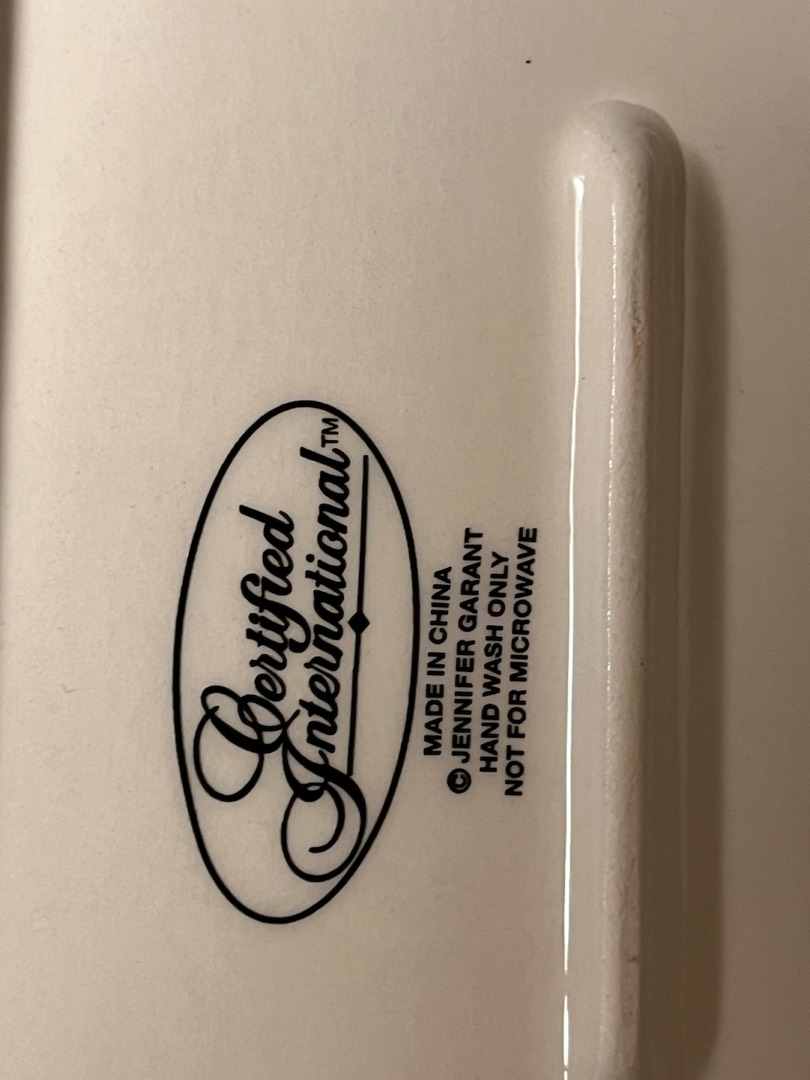 Certified
International™
MADE IN CHINA
© JENNIFER GARANT
HAND WASH ONLY
NOT FOR MICROWAVE